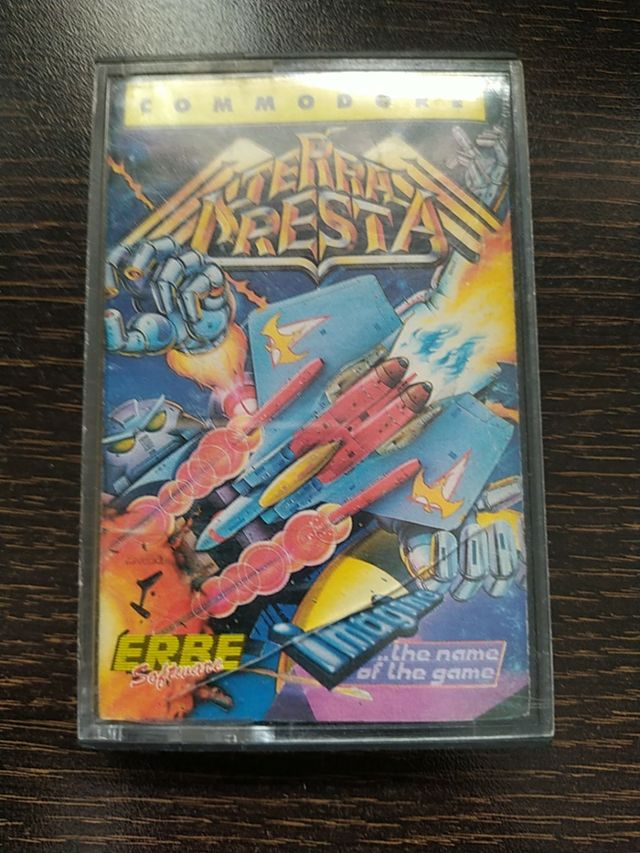 COMMODORE
TERRA
CRESTA
ERBE
Software
imagine
...the name
of the game